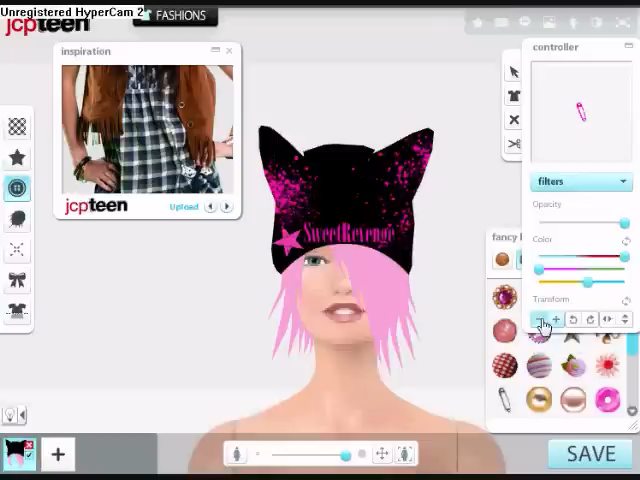 Unregistered HyperCam 2
jcpteen
FASHIONS
controller
inspiration
filters
Opacity
SweetRevenge
Color
fancy
jcpteen
Upload
Transform
SAVE